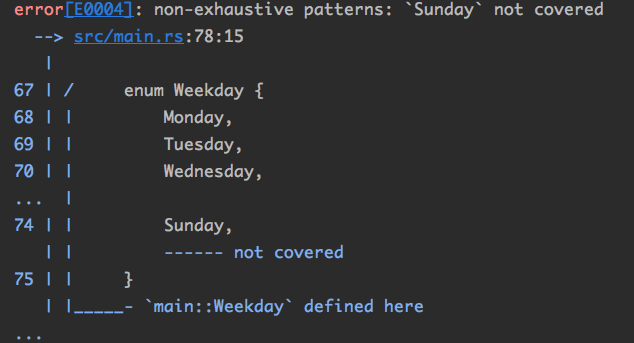 error[E0004]: non-exhaustive patterns: `Sunday` not covered
  --> src/main.rs:78:15
   |
67 | /     enum Weekday {
68 | |         Monday,
69 | |         Tuesday,
70 | |         Wednesday,
...  |
74 | |         Sunday,
   | |         ------ not covered
75 | |     }
   | |_____- `main::Weekday` defined here
...